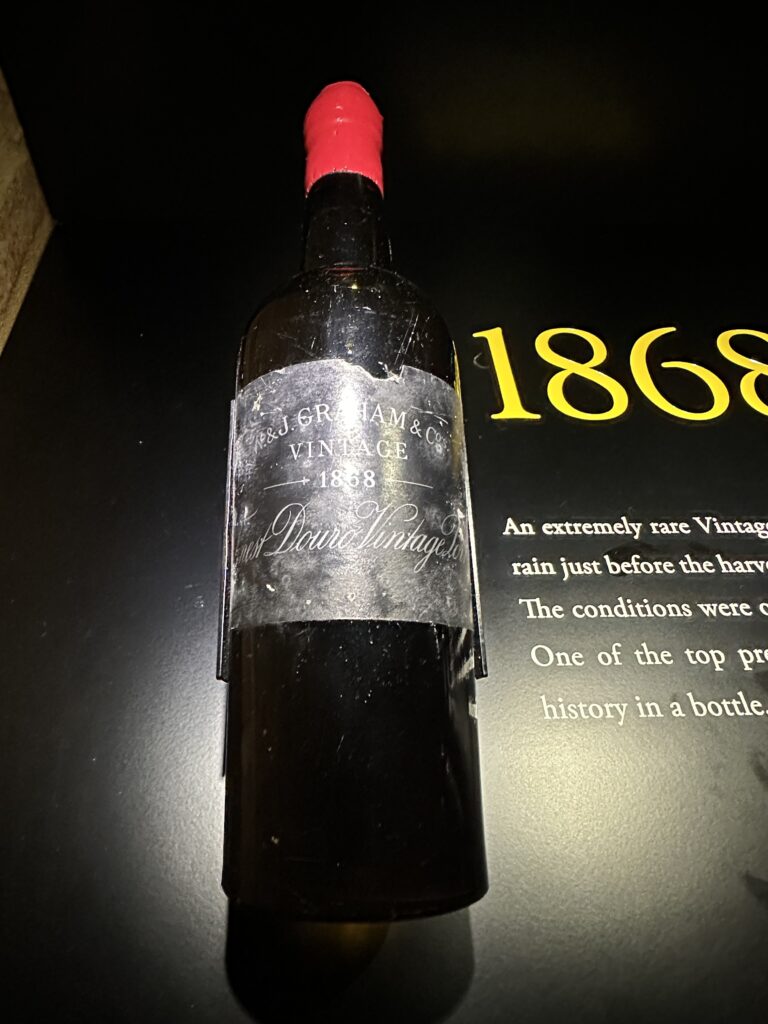 & J. GRAHAM & Co
VINTAGE
1868
Douro Vintage
1868
An extremely rare Vintage
rain just before the harve
The conditions were
One of the top pre
history in a bottle.